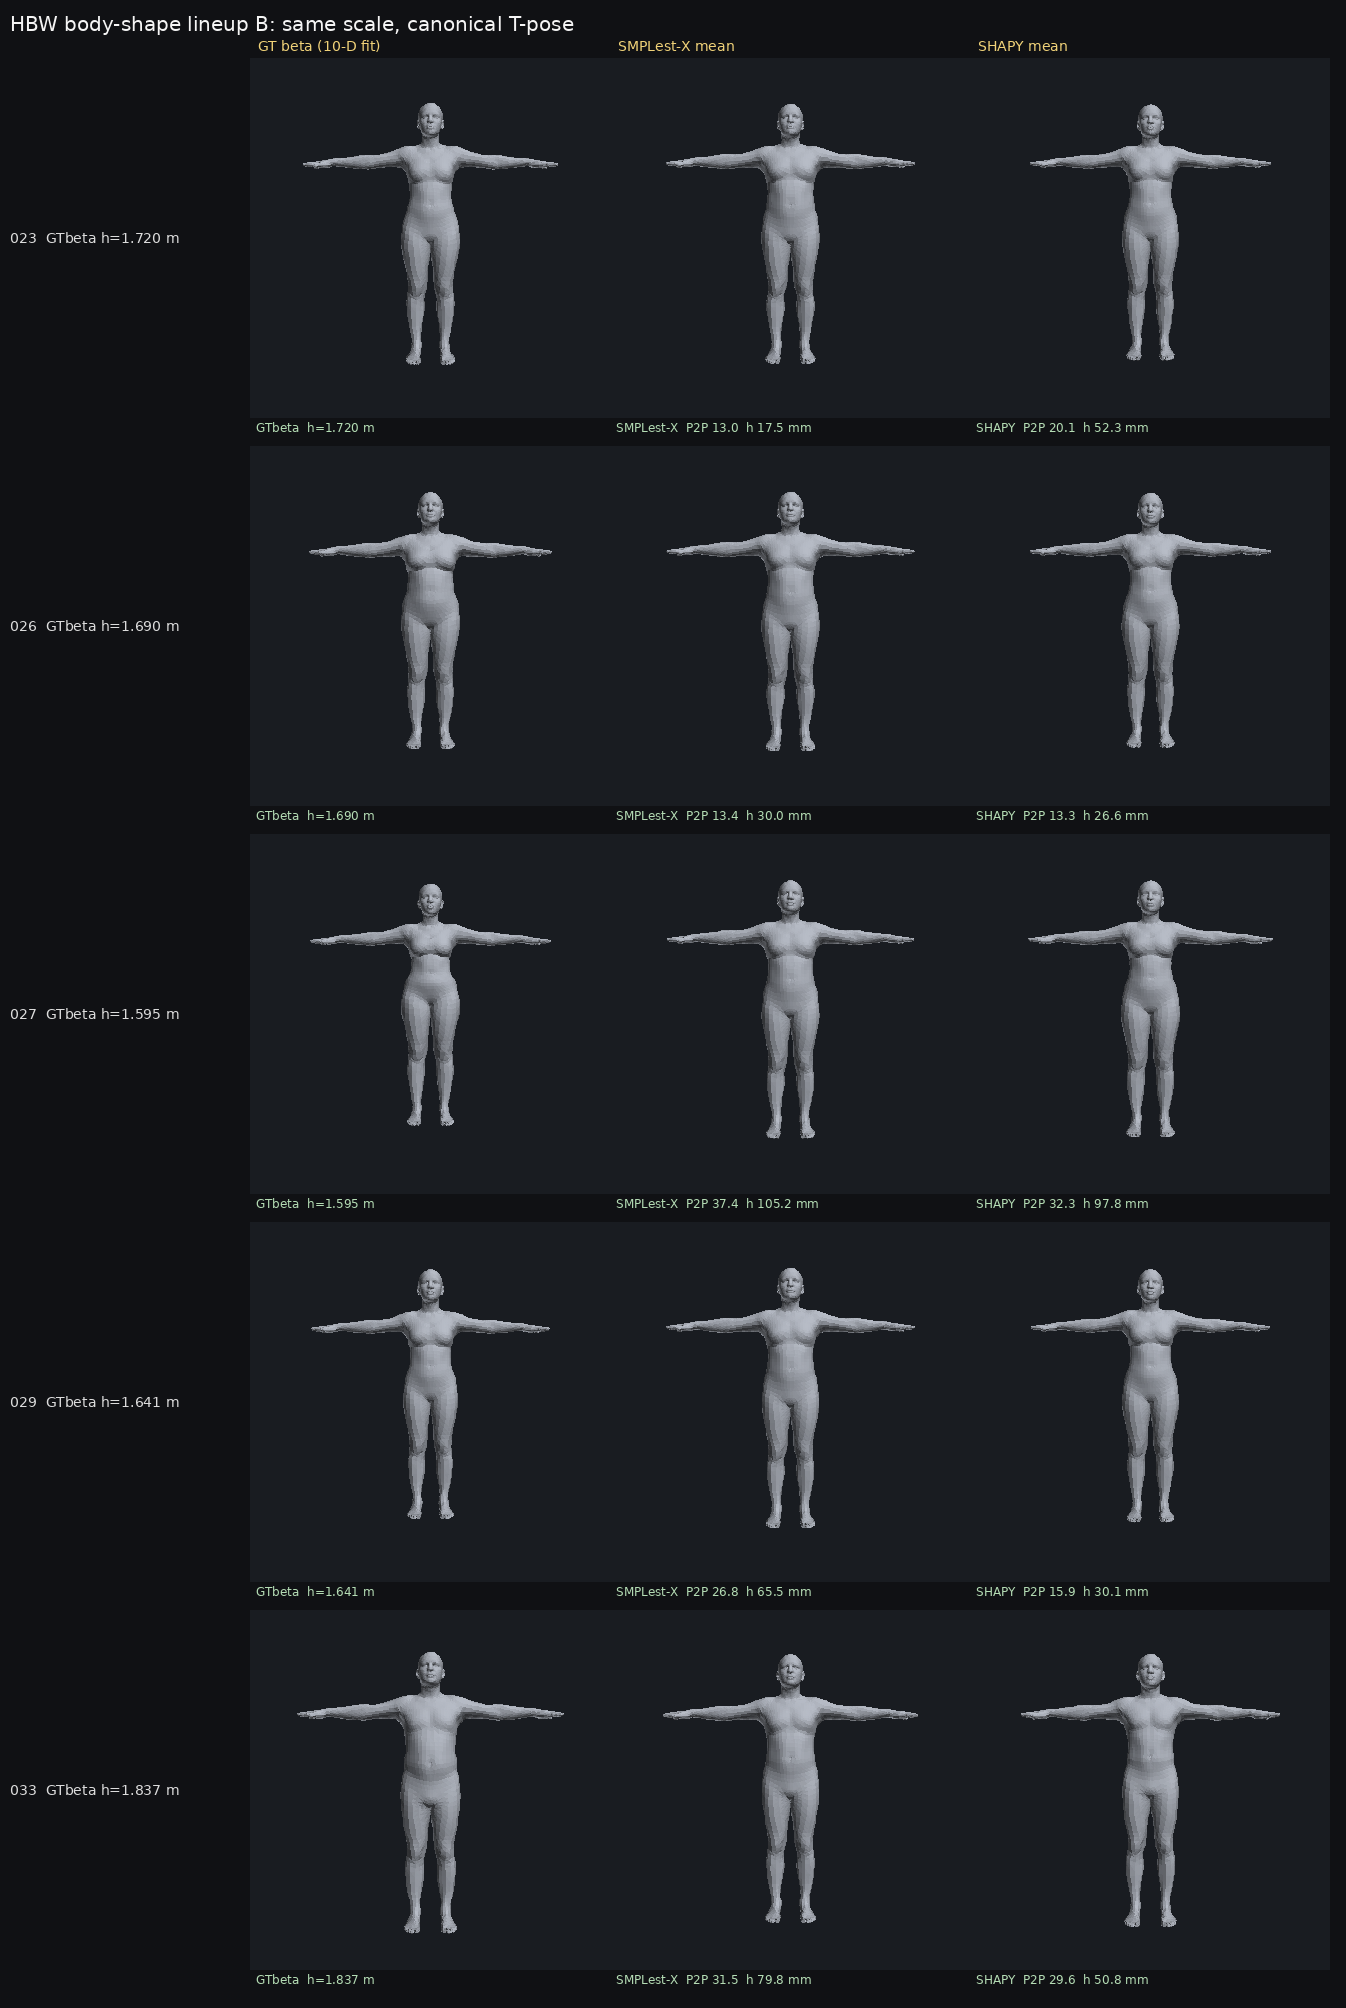 HBW body-shape lineup B: same scale, canonical T-pose
GT beta (10-D fit) SMPLest-X mean SHAPY mean
023 GTbeta h=1.720 m
GTbeta h=1.720 m SMPLest-X P2P 13.0 h 17.5 mm SHAPY P2P 20.1 h 52.3 mm
026 GTbeta h=1.690 m
GTbeta h=1.690 m SMPLest-X P2P 13.4 h 30.0 mm SHAPY P2P 13.3 h 26.6 mm
027 GTbeta h=1.595 m
GTbeta h=1.595 m SMPLest-X P2P 37.4 h 105.2 mm SHAPY P2P 32.3 h 97.8 mm
029 GTbeta h=1.641 m
GTbeta h=1.641 m SMPLest-X P2P 26.8 h 65.5 mm SHAPY P2P 15.9 h 30.1 mm
033 GTbeta h=1.837 m
GTbeta h=1.837 m SMPLest-X P2P 31.5 h 79.8 mm SHAPY P2P 29.6 h 50.8 mm